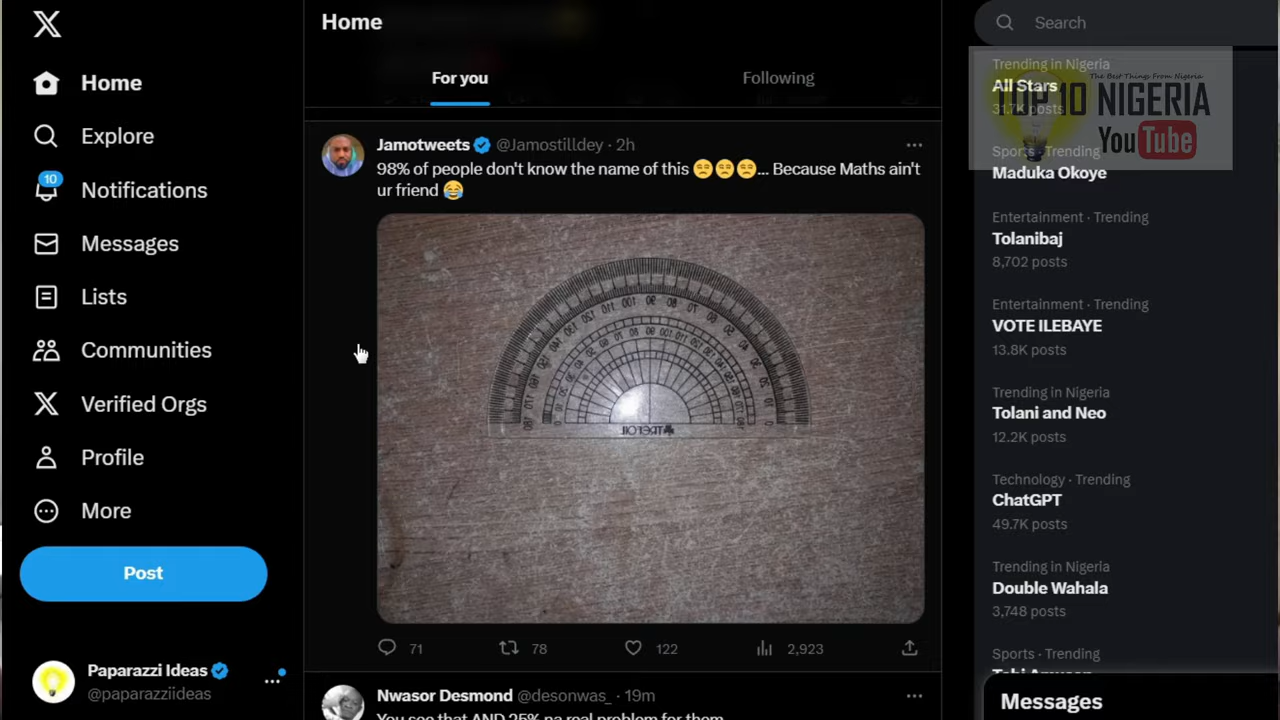 Home
Explore
10
Notifications
Messages
Lists
Communities
Verified Orgs
Profile
More
Post
Paparazzi Ideas
@paparazziideas
Home
For you
Following
Jamotweets @Jamostilldey · 2h
98% of people don't know the name of this 😒😒😒... Because Maths ain't
ur friend 😂
71
78
122
2,923
Nwasor Desmond @desonwas_ · 19m
You see that AND 25% na real problem for them
Search
Trending in Nigeria
All Stars
31.7K posts
The Best Things From Nigeria
TOP 10 NIGERIA
YouTube
Sports · Trending
Maduka Okoye
Entertainment · Trending
Tolanibaj
8,702 posts
Entertainment · Trending
VOTE ILEBAYE
13.8K posts
Trending in Nigeria
Tolani and Neo
12.2K posts
Technology · Trending
ChatGPT
49.7K posts
Trending in Nigeria
Double Wahala
3,748 posts
Sports · Trending
Messages